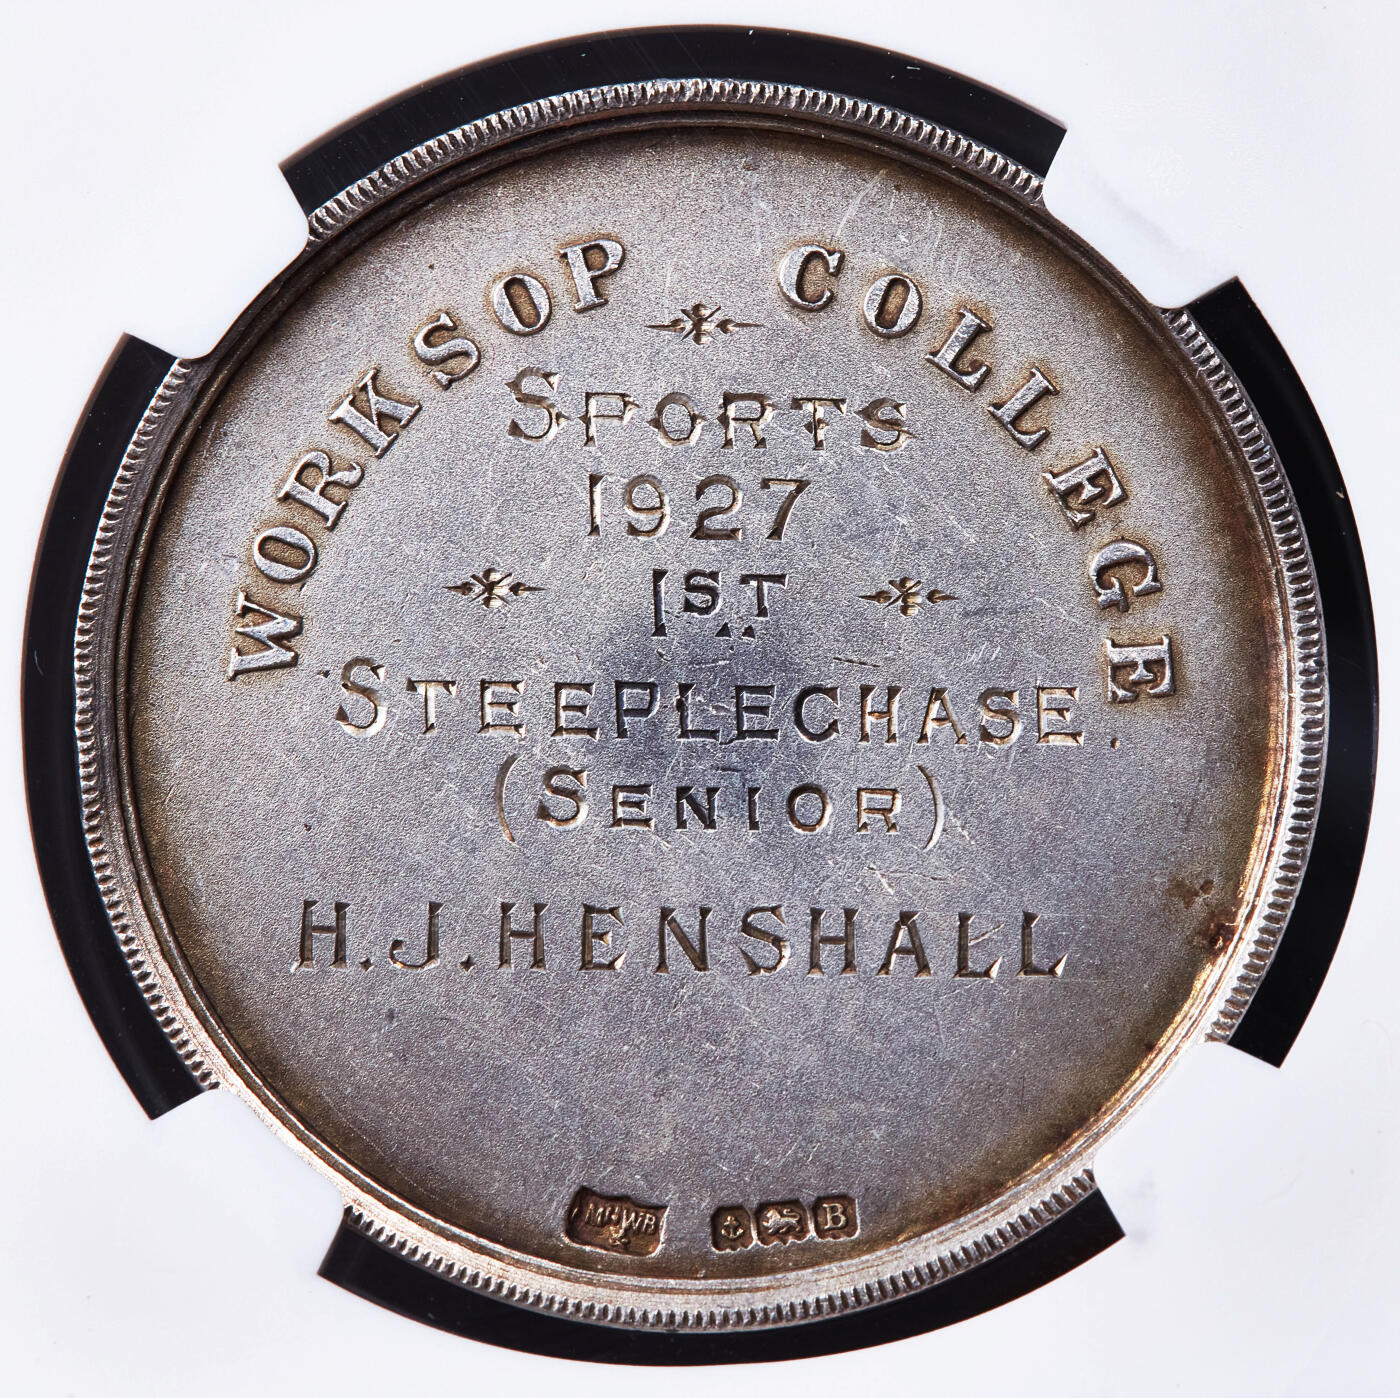 WORKSOP COLLEGE
SPORTS
1927
1ST
STEEPLECHASE.
(SENIOR)
H.J.HENSHALL
B